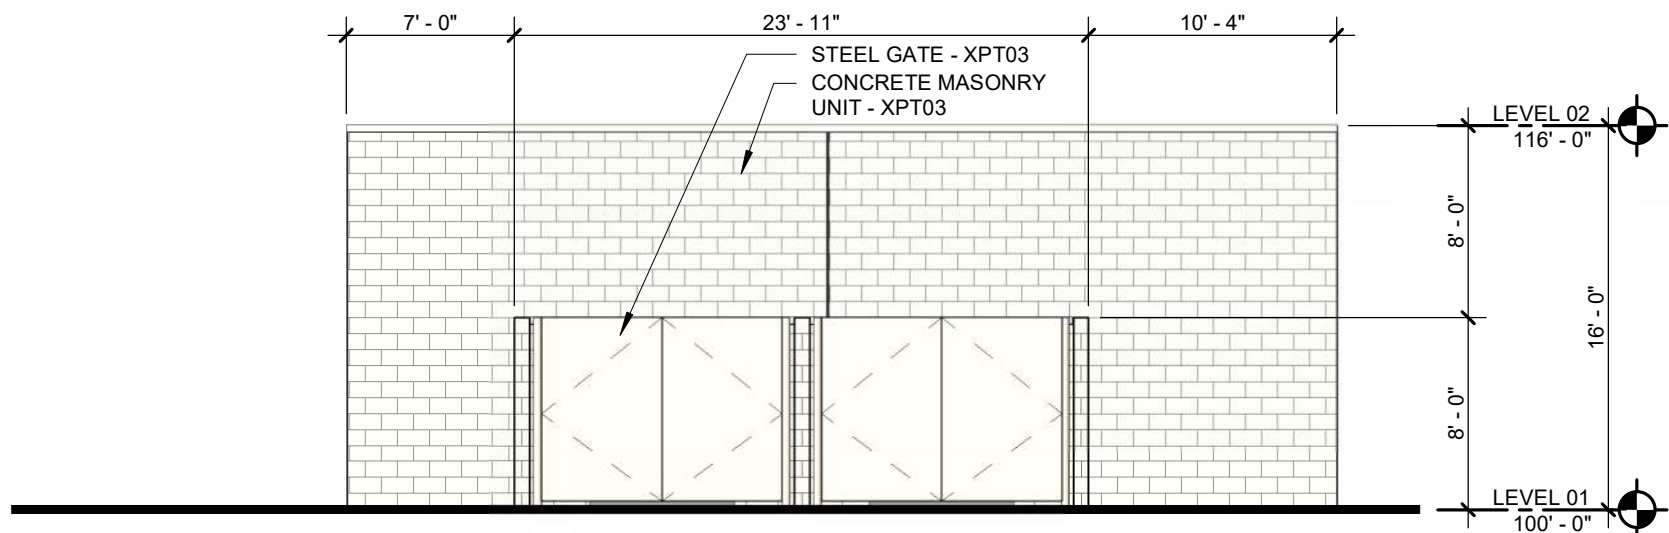 7' - 0"
23' - 11"
10' - 4"
STEEL GATE - XPT03
CONCRETE MASONRY
UNIT - XPT03
LEVEL 02
116' - 0"
8' - 0"
16' - 0"
8' - 0"
LEVEL 01
100' - 0"